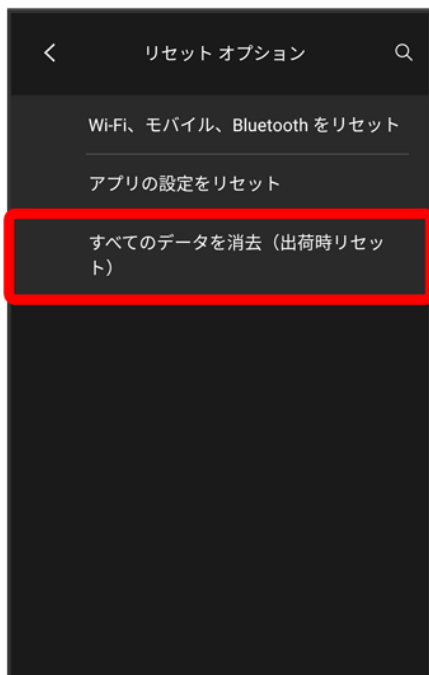 リセット オプション
Wi-Fi、モバイル、Bluetooth をリセット
アプリの設定をリセット
すべてのデータを消去（出荷時リセッ
ト）